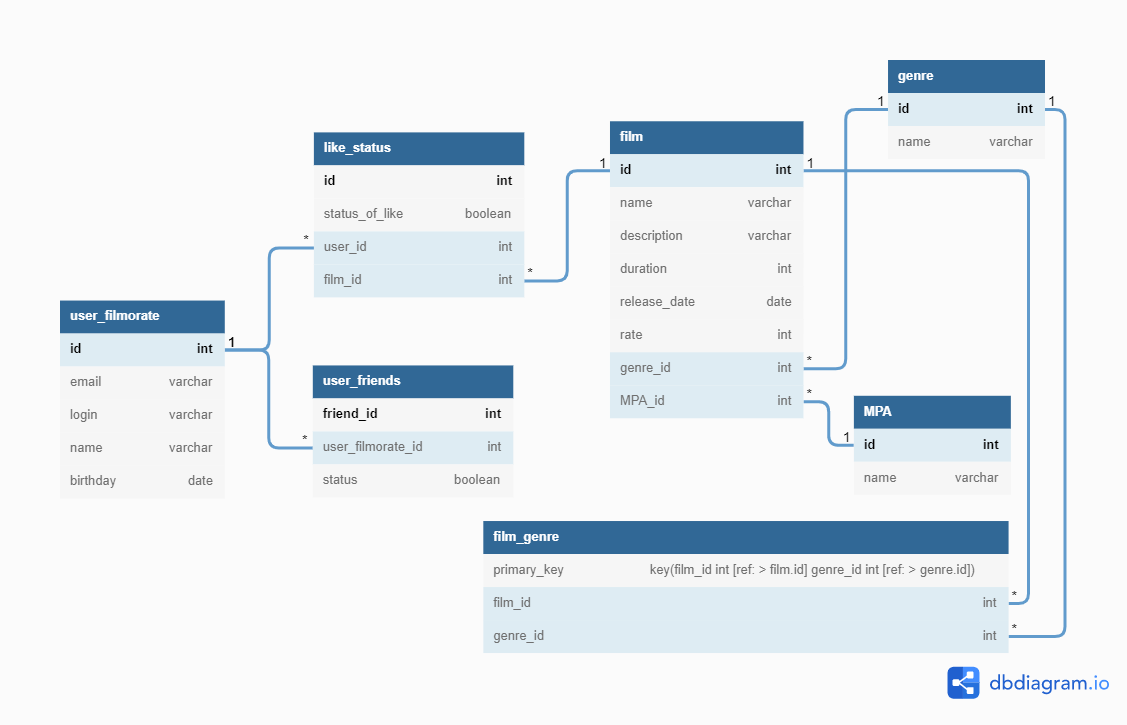 genre
1 id int 1
name varchar
film
1 id int 1
name varchar
description varchar
duration int
release_date date
rate int
genre_id int *
MPA_id int *
like_status
id int
status_of_like boolean
* user_id int
film_id int *
user_filmorate
id int 1
email varchar
login varchar
name varchar
birthday date
user_friends
friend_id int
* user_filmorate_id int
status boolean
MPA
1 id int
name varchar
film_genre
primary_key key(film_id int [ref: > film.id] genre_id int [ref: > genre.id])
film_id int *
genre_id int *
dbdiagram.io